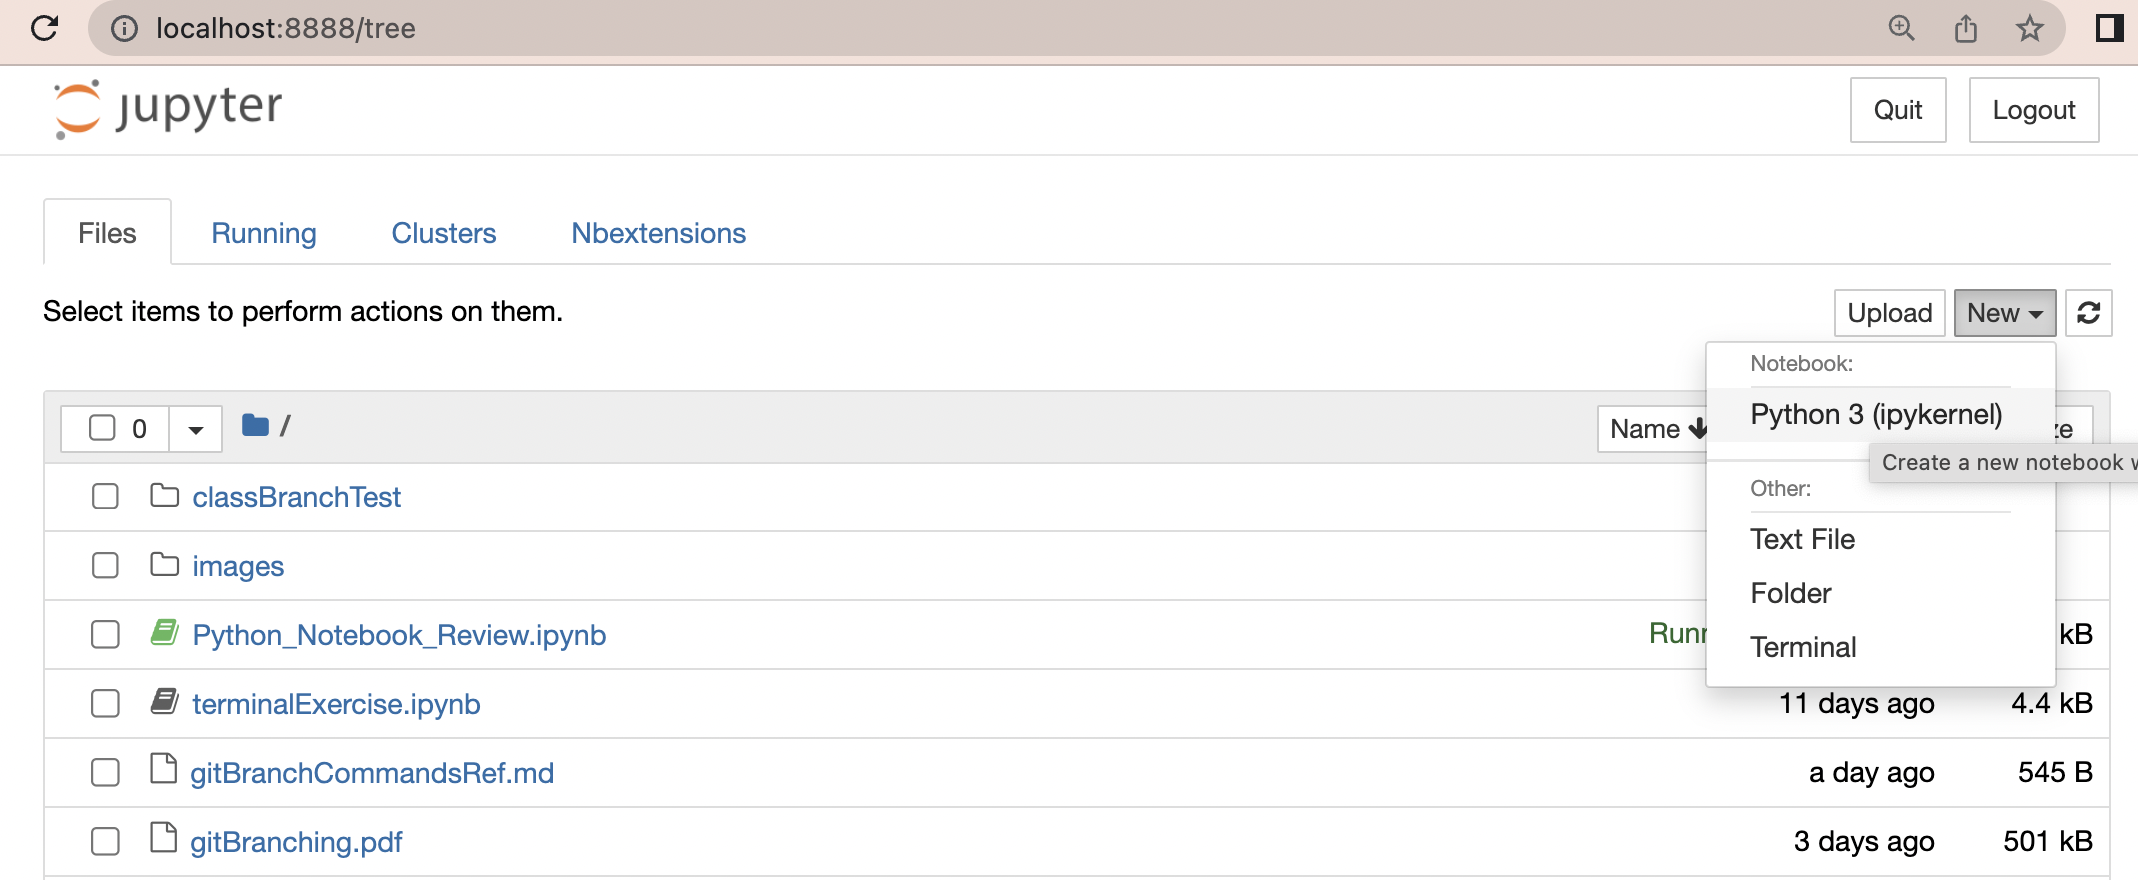 localhost:8888/tree
jupyter
Quit
Logout
Files
Running
Clusters
Nbextensions
Select items to perform actions on them.
Upload
New
Notebook:
Python 3 (ipykernel)
Create a new notebook
Other:
Text File
Folder
Terminal
0
/
Name
classBranchTest
images
Python_Notebook_Review.ipynb
kB
terminalExercise.ipynb
11 days ago
4.4 kB
gitBranchCommandsRef.md
a day ago
545 B
gitBranching.pdf
3 days ago
501 kB